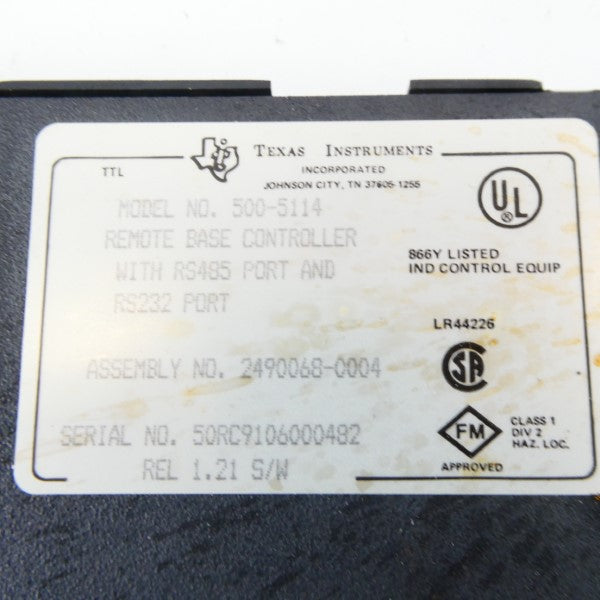 TTL
TEXAS INSTRUMENTS
INCORPORATED
JOHNSON CITY, TN 37605-1255
MODEL NO. 500-5114
REMOTE BASE CONTROLLER
WITH RS485 PORT AND
RS232 PORT
UL
®
866Y LISTED
IND CONTROL EQUIP
LR44226
SA
ASSEMBLY NO. 2490068-0004
SERIAL NO. 50RC9106000482
REL 1.21 S/W
FM
APPROVED
CLASS 1
DIV 2
HAZ. LOC.